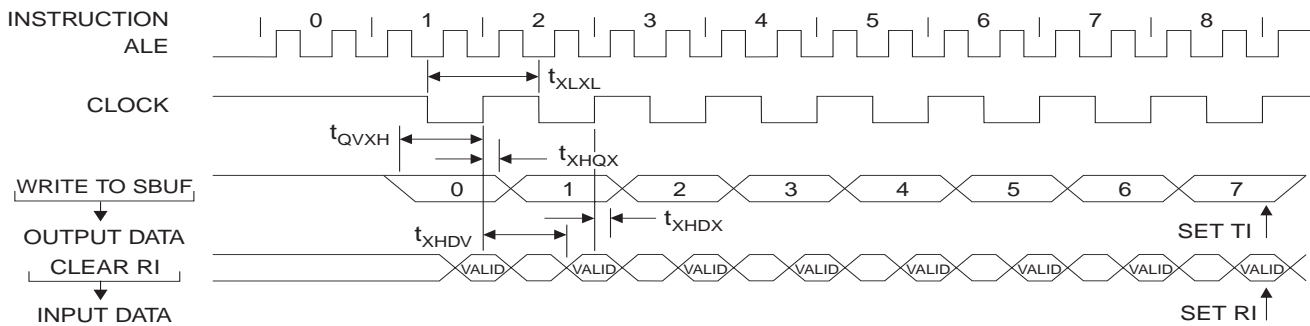 INSTRUCTION 0 1 2 3 4 5 6 7 8
ALE
tXLXL
CLOCK
tQVXH
tXHQX
WRITE TO SBUF 0 1 2 3 4 5 6 7
tXHDX
OUTPUT DATA tXHDV SET TI
CLEAR RI VALID VALID VALID VALID VALID VALID VALID VALID
INPUT DATA SET RI